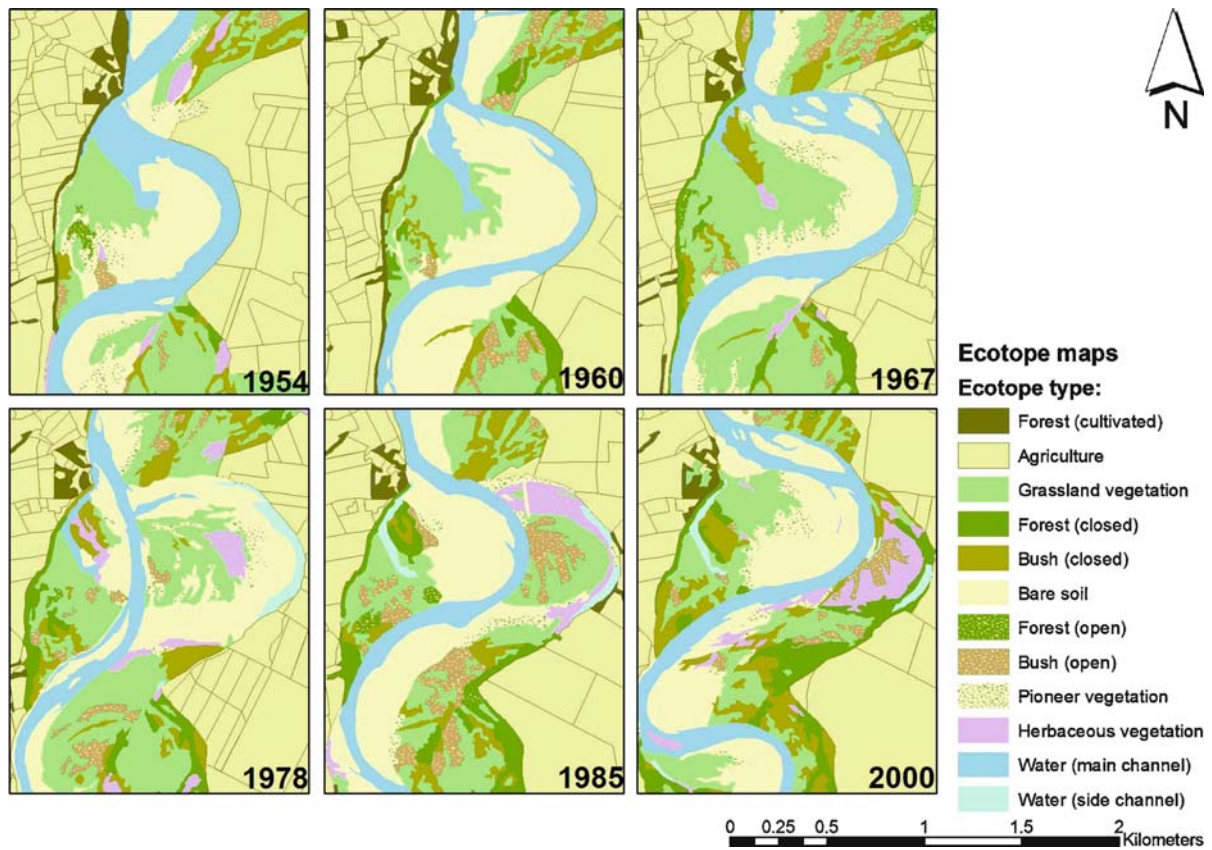 N
1954
1960
1967
1978
1985
2000
Ecotope maps
Ecotope type:
Forest (cultivated)
Agriculture
Grassland vegetation
Forest (closed)
Bush (closed)
Bare soil
Forest (open)
Bush (open)
Pioneer vegetation
Herbaceous vegetation
Water (main channel)
Water (side channel)
0 0.25 0.5 1 1.5 2
Kilometers